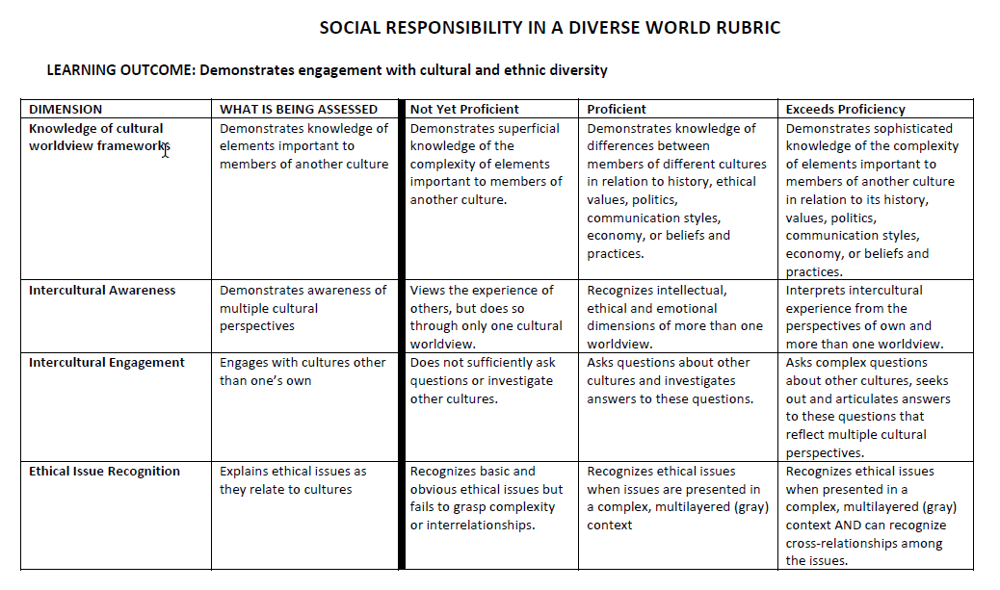 SOCIAL RESPONSIBILITY IN A DIVERSE WORLD RUBRIC
LEARNING OUTCOME: Demonstrates engagement with cultural and ethnic diversity
DIMENSION
WHAT IS BEING ASSESSED
Not Yet Proficient
Proficient
Exceeds Proficiency
Knowledge of cultural
worldview frameworks
Demonstrates knowledge of
elements important to
members of another culture
Demonstrates superficial
knowledge of the
complexity of elements
important to members of
another culture.
Demonstrates knowledge of
differences between
members of different cultures
in relation to history, ethical
values, politics,
communication styles,
economy, or beliefs and
practices.
Demonstrates sophisticated
knowledge of the complexity
of elements important to
members of another culture
in relation to its history,
values, politics,
communication styles,
economy, or beliefs and
practices.
Intercultural Awareness
Demonstrates awareness of
multiple cultural
perspectives
Views the experience of
others, but does so
through only one cultural
worldview.
Recognizes intellectual,
ethical and emotional
dimensions of more than one
worldview.
Interprets intercultural
experience from the
perspectives of own and
more than one worldview.
Intercultural Engagement
Engages with cultures other
than one's own
Does not sufficiently ask
questions or investigate
other cultures.
Asks questions about other
cultures and investigates
answers to these questions.
Asks complex questions
about other cultures, seeks
out and articulates answers
to these questions that
reflect multiple cultural
perspectives.
Ethical Issue Recognition
Explains ethical issues as
they relate to cultures
Recognizes basic and
obvious ethical issues but
fails to grasp complexity
or interrelationships.
Recognizes ethical issues
when issues are presented in
a complex, multilayered (gray)
context
Recognizes ethical issues
when presented in a
complex, multilayered (gray)
context AND can recognize
cross-relationships among
the issues.